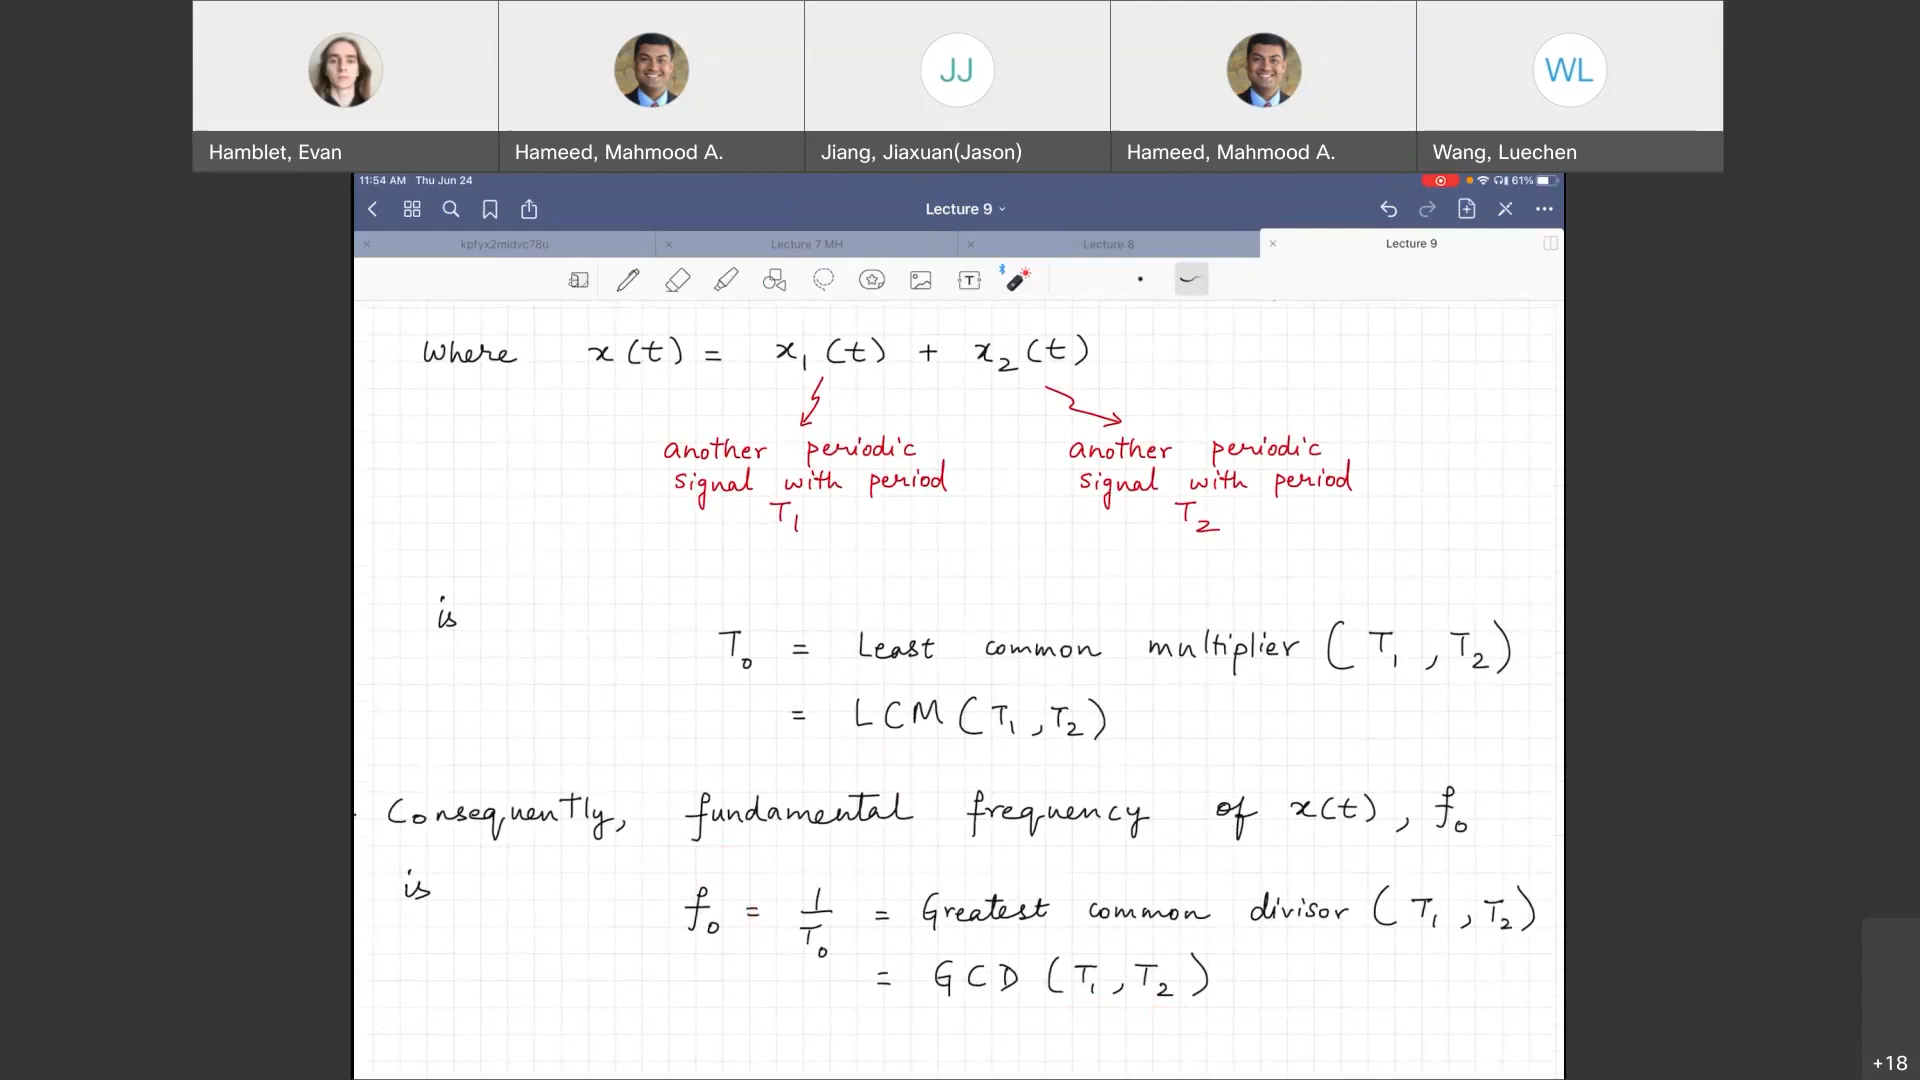 JJ
WL
Hamblet, Evan
Hameed, Mahmood A.
Jiang, Jiaxuan(Jason)
Hameed, Mahmood A.
Wang, Luechen
11:54 AM Thu Jun 24
61%
Lecture 9
kpfyx2midvc78u
Lecture 7 MH
Lecture 8
Lecture 9
T
Where x(t) = x₁(t) + x₂(t)
another periodic
signal with period
T₁
another periodic
signal with period
T₂
is
T₀ = Least common multiplier (T₁, T₂)
= LCM (T₁, T₂)
Consequently, fundamental frequency of x(t), f₀
is
f₀ = 1/T₀ = Greatest common divisor (T₁, T₂)
= GCD (T₁, T₂)
+18